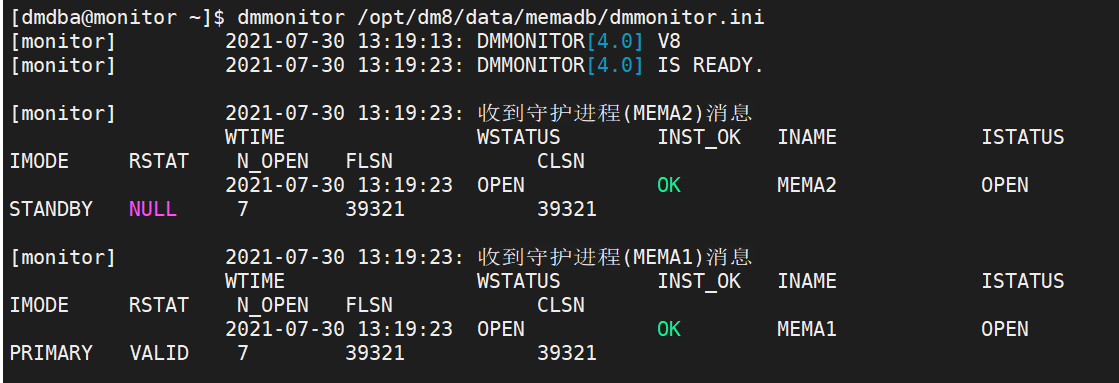 [dmdba@monitor ~]$ dmmonitor /opt/dm8/data/memadb/dmmonitor.ini
[monitor]         2021-07-30 13:19:13: DMMONITOR[4.0] V8
[monitor]         2021-07-30 13:19:23: DMMONITOR[4.0] IS READY.
[monitor]         2021-07-30 13:19:23: 收到守护进程(MEMA2)消息
                  WTIME                WSTATUS        INST_OK   INAME            ISTATUS
IMODE     RSTAT    N_OPEN   FLSN            CLSN
                  2021-07-30 13:19:23  OPEN           OK        MEMA2            OPEN
STANDBY   NULL     7        39321           39321
[monitor]         2021-07-30 13:19:23: 收到守护进程(MEMA1)消息
                  WTIME                WSTATUS        INST_OK   INAME            ISTATUS
IMODE     RSTAT    N_OPEN   FLSN            CLSN
                  2021-07-30 13:19:23  OPEN           OK        MEMA1            OPEN
PRIMARY   VALID    7        39321           39321